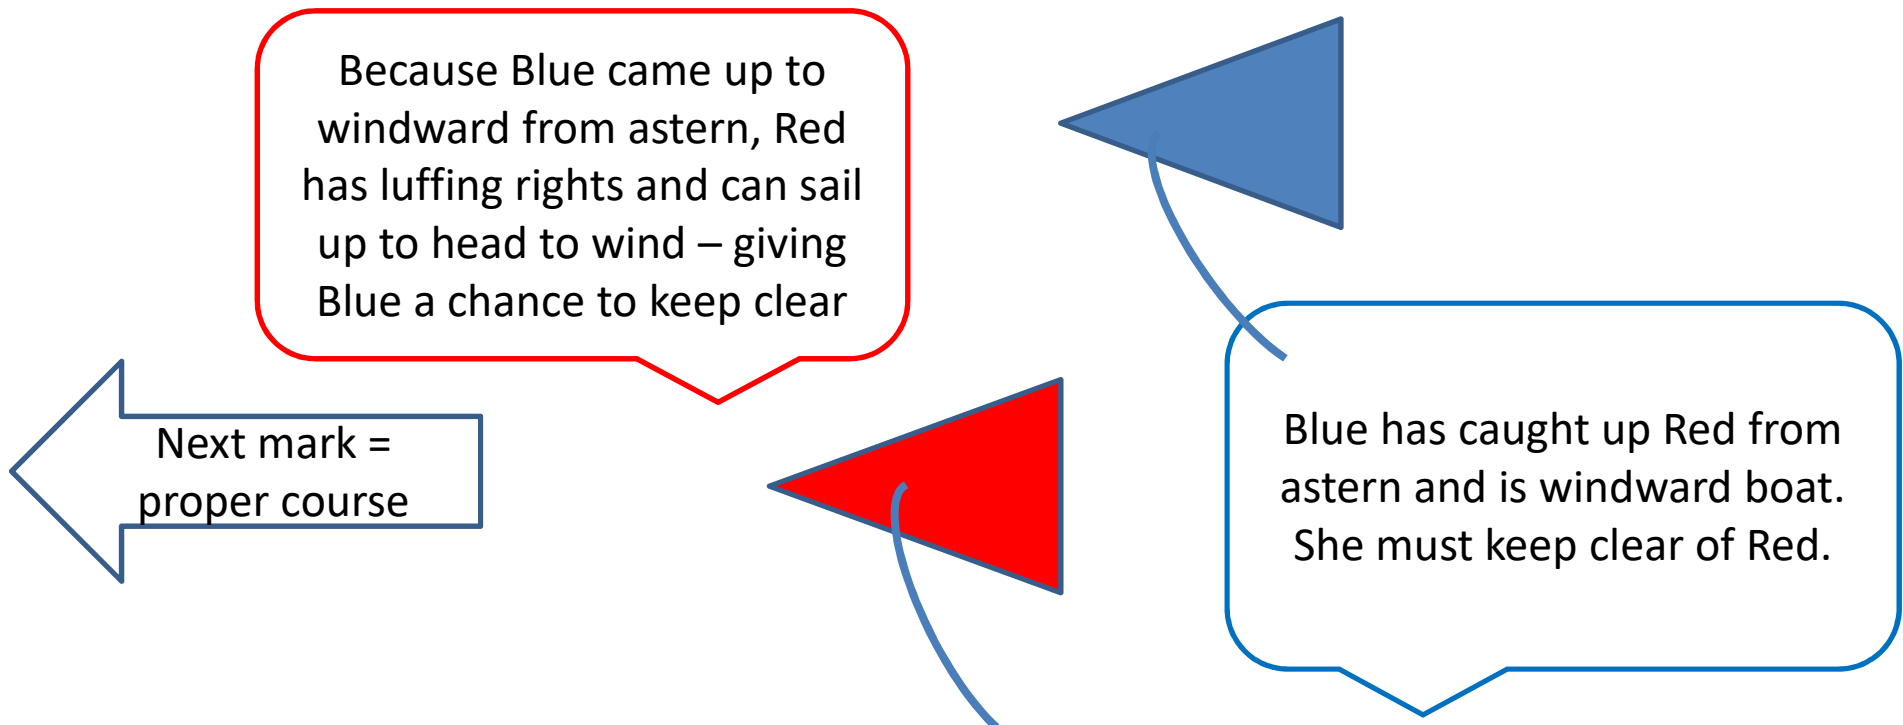 Because Blue came up to
windward from astern, Red
has luffing rights and can sail
up to head to wind – giving
Blue a chance to keep clear
Next mark =
proper course
Blue has caught up Red from
astern and is windward boat.
She must keep clear of Red.